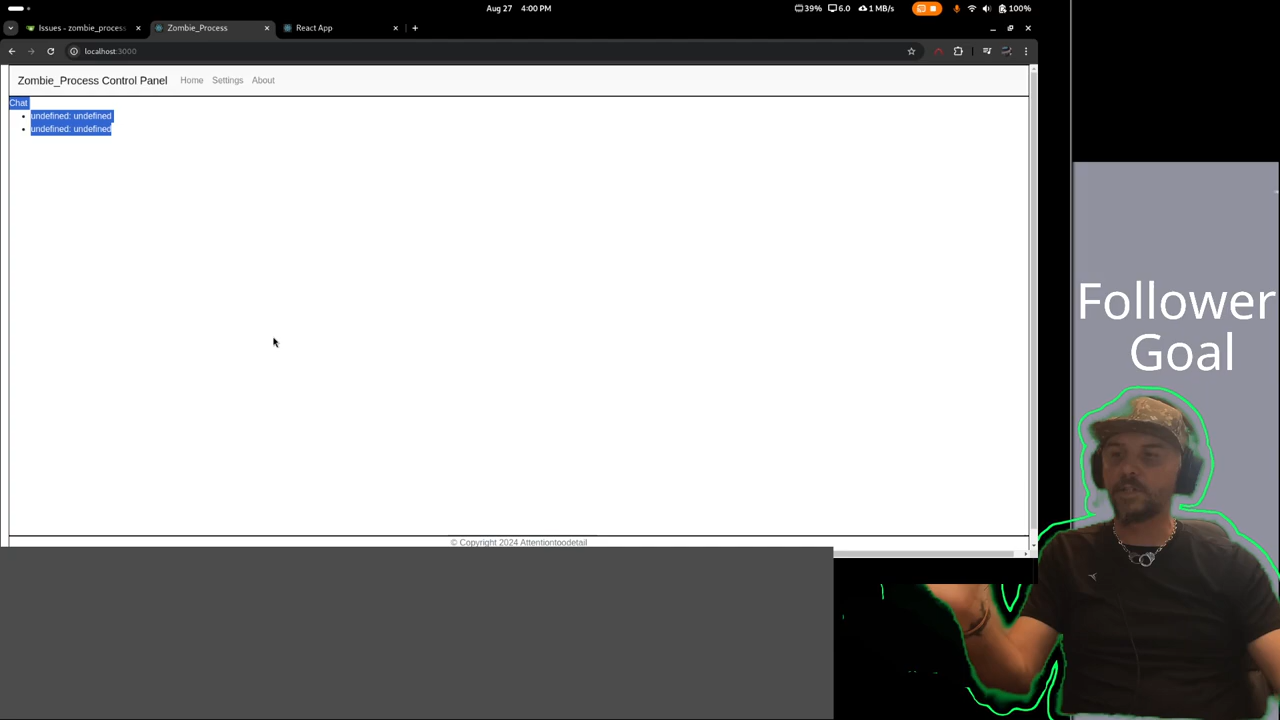 Aug 27 4:00 PM
39% 6.0 1 MB/s 100%
Issues - zombie_process
Zombie_Process
React App
localhost:3000
Zombie_Process Control Panel Home Settings About
Chat
undefined: undefined
undefined: undefined
© Copyright 2024 Attentiontoodetail
Follower
Goal